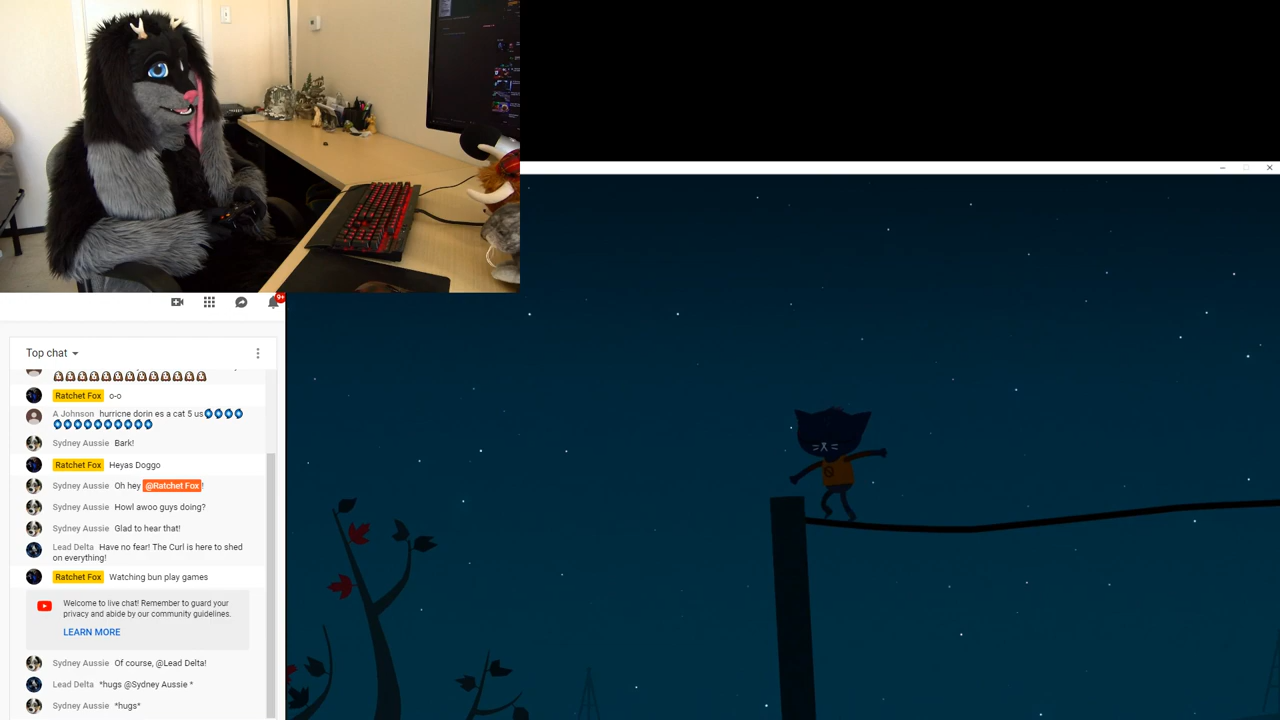 9+
Top chat
Ratchet Fox o-o
A Johnson hurricne dorin es a cat 5 us
Sydney Aussie Bark!
Ratchet Fox Heyas Doggo
Sydney Aussie Oh hey @Ratchet Fox!
Sydney Aussie Howl awoo guys doing?
Sydney Aussie Glad to hear that!
Lead Delta Have no fear! The Curl is here to shed
on everything!
Ratchet Fox Watching bun play games
Welcome to live chat! Remember to guard your
privacy and abide by our community guidelines.
LEARN MORE
Sydney Aussie Of course, @Lead Delta!
Lead Delta *hugs @Sydney Aussie *
Sydney Aussie *hugs*